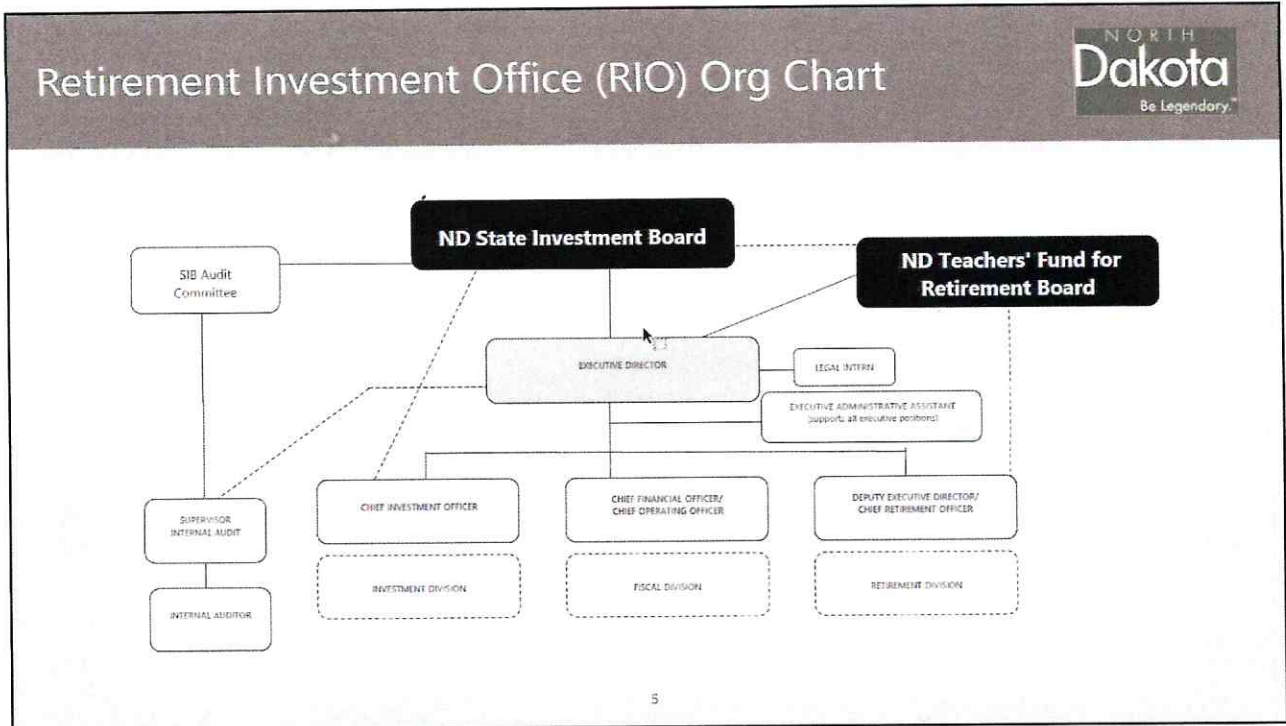 Retirement Investment Office (RIO) Org Chart
NORTH
Dakota
Be Legendary.™
ND State Investment Board
ND Teachers' Fund for
Retirement Board
SIB Audit
Committee
EXECUTIVE DIRECTOR
LEGAL INTERN
EXECUTIVE ADMINISTRATIVE ASSISTANT
(supports all executive positions)
SUPERVISOR
INTERNAL AUDIT
CHIEF INVESTMENT OFFICER
CHIEF FINANCIAL OFFICER/
CHIEF OPERATING OFFICER
DEPUTY EXECUTIVE DIRECTOR/
CHIEF RETIREMENT OFFICER
INTERNAL AUDITOR
INVESTMENT DIVISION
FISCAL DIVISION
RETIREMENT DIVISION
5